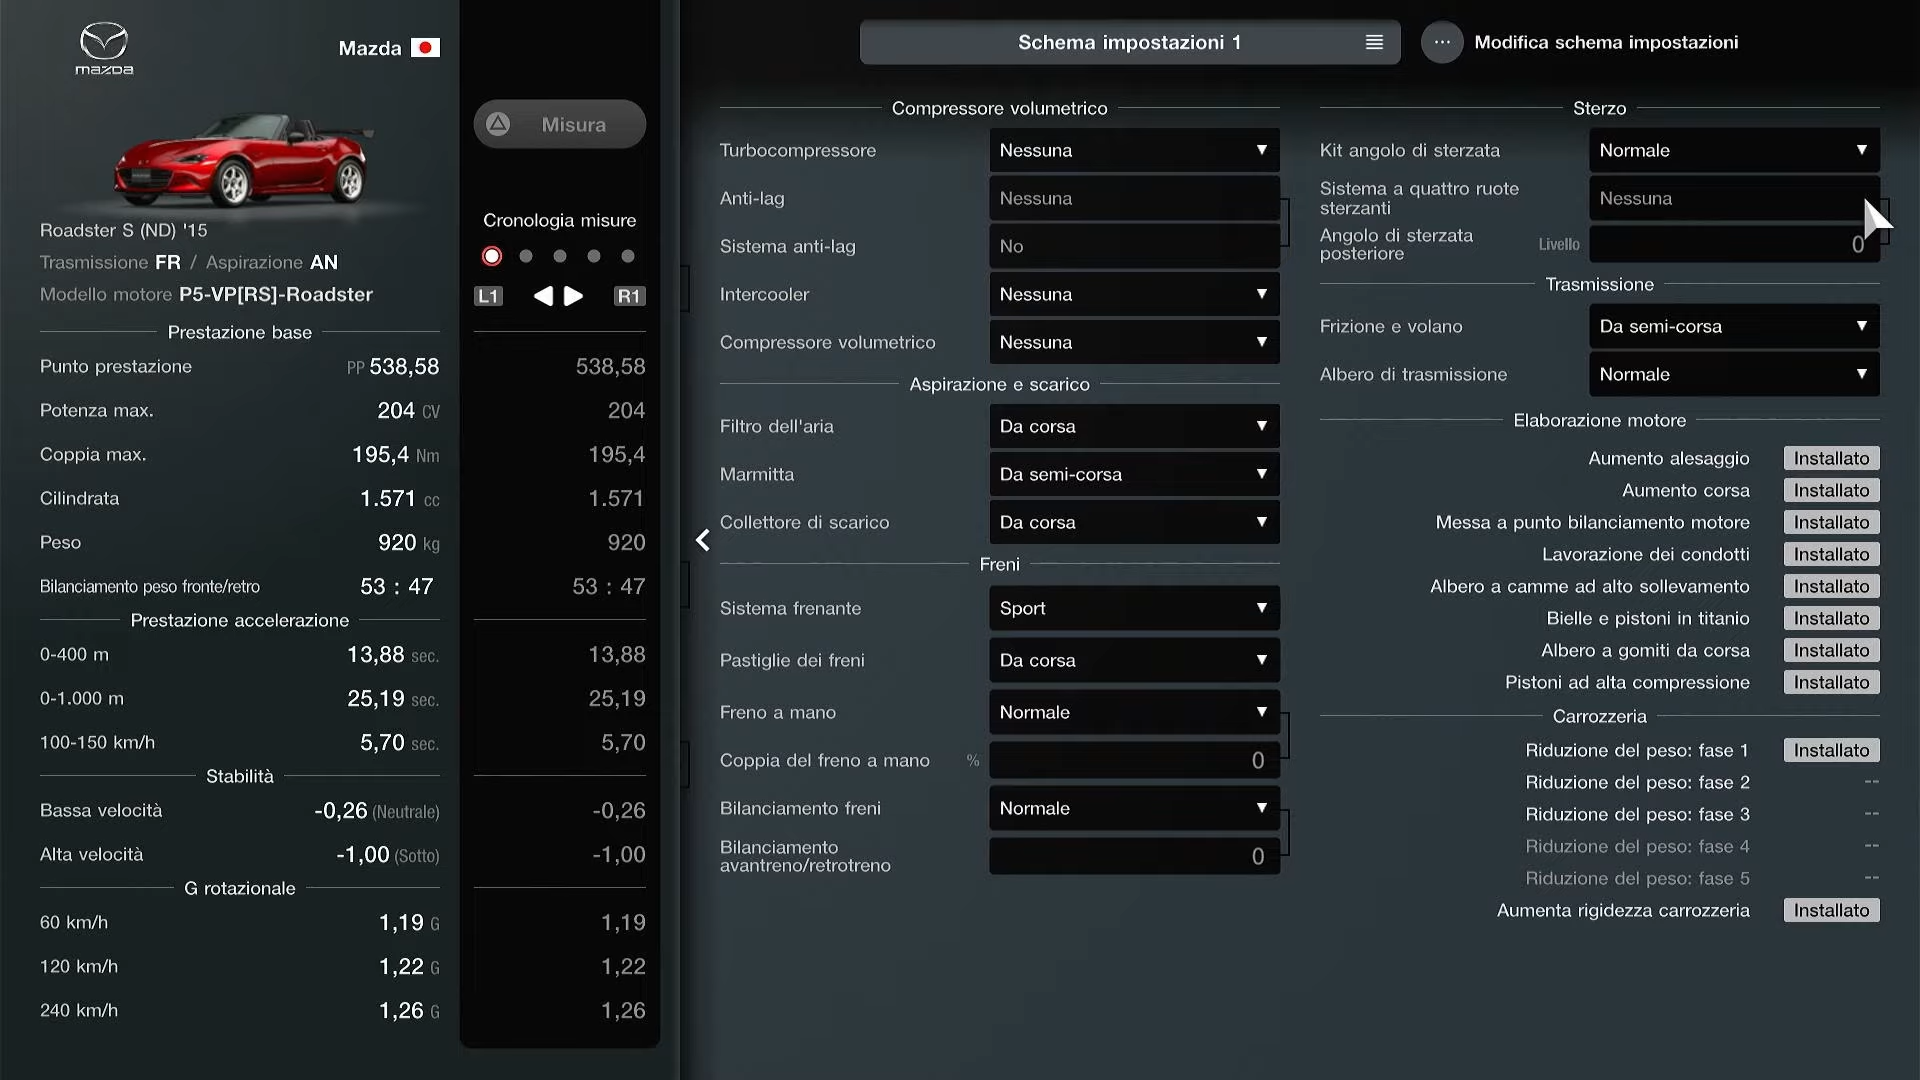 mazda
Mazda
Roadster S (ND) '15
Trasmissione FR / Aspirazione AN
Modello motore P5-VP[RS]-Roadster
Prestazione base
Punto prestazione PP 538,58
Potenza max. 204 CV
Coppia max. 195,4 Nm
Cilindrata 1.571 cc
Peso 920 kg
Bilanciamento peso fronte/retro 53 : 47
Prestazione accelerazione
0-400 m 13,88 sec.
0-1.000 m 25,19 sec.
100-150 km/h 5,70 sec.
Stabilità
Bassa velocità -0,26 (Neutrale)
Alta velocità -1,00 (Sotto)
G rotazionale
60 km/h 1,19 G
120 km/h 1,22 G
240 km/h 1,26 G
Misura
Cronologia misure
L1 R1
538,58
204
195,4
1.571
920
53 : 47
13,88
25,19
5,70
-0,26
-1,00
1,19
1,22
1,26
Schema impostazioni 1
Modifica schema impostazioni
Compressore volumetrico
Turbocompressore Nessuna
Anti-lag Nessuna
Sistema anti-lag No
Intercooler Nessuna
Compressore volumetrico Nessuna
Aspirazione e scarico
Filtro dell'aria Da corsa
Marmitta Da semi-corsa
Collettore di scarico Da corsa
Freni
Sistema frenante Sport
Pastiglie dei freni Da corsa
Freno a mano Normale
Coppia del freno a mano % 0
Bilanciamento freni Normale
Bilanciamento
avantreno/retrotreno 0
Sterzo
Kit angolo di sterzata Normale
Sistema a quattro ruote
sterzanti Nessuna
Angolo di sterzata
posteriore Livello 0
Trasmissione
Frizione e volano Da semi-corsa
Albero di trasmissione Normale
Elaborazione motore
Aumento alesaggio Installato
Aumento corsa Installato
Messa a punto bilanciamento motore Installato
Lavorazione dei condotti Installato
Albero a camme ad alto sollevamento Installato
Bielle e pistoni in titanio Installato
Albero a gomiti da corsa Installato
Pistoni ad alta compressione Installato
Carrozzeria
Riduzione del peso: fase 1 Installato
Riduzione del peso: fase 2 --
Riduzione del peso: fase 3 --
Riduzione del peso: fase 4 --
Riduzione del peso: fase 5 --
Aumenta rigidezza carrozzeria Installato